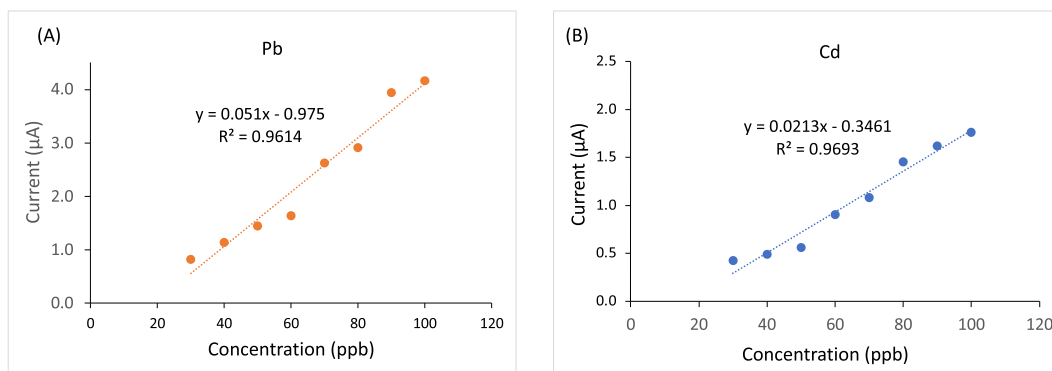 (A)
Pb
4.0
3.0
2.0
1.0
0.0
y = 0.051x - 0.975
R² = 0.9614
Current (µA)
0 20 40 60 80 100 120
Concentration (ppb)
(B)
Cd
2.5
2.0
1.5
1.0
0.5
0.0
y = 0.0213x - 0.3461
R² = 0.9693
Current (µA)
0 20 40 60 80 100 120
Concentration (ppb)